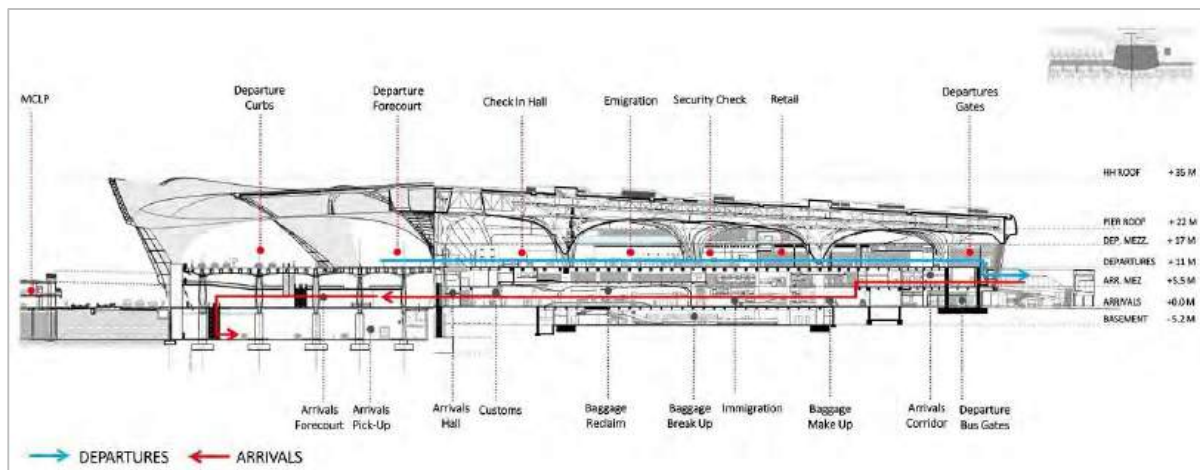 MCLP
Departure
Curbs
Departure
Forecourt
Check In Hall
Emigration
Security Check
Retail
Departures
Gates
HH ROOF +35 M
PIER ROOF +22 M
DEP. MEZZ. +17 M
DEPARTURES +11 M
ARR. MEZ +5.5 M
ARRIVALS +0.0 M
BASEMENT -5.2 M
Arrivals
Forecourt
Arrivals
Pick-Up
Arrivals
Hall
Customs
Baggage
Reclaim
Baggage
Break Up
Immigration
Baggage
Make Up
Arrivals
Corridor
Departure
Bus Gates
DEPARTURES
ARRIVALS